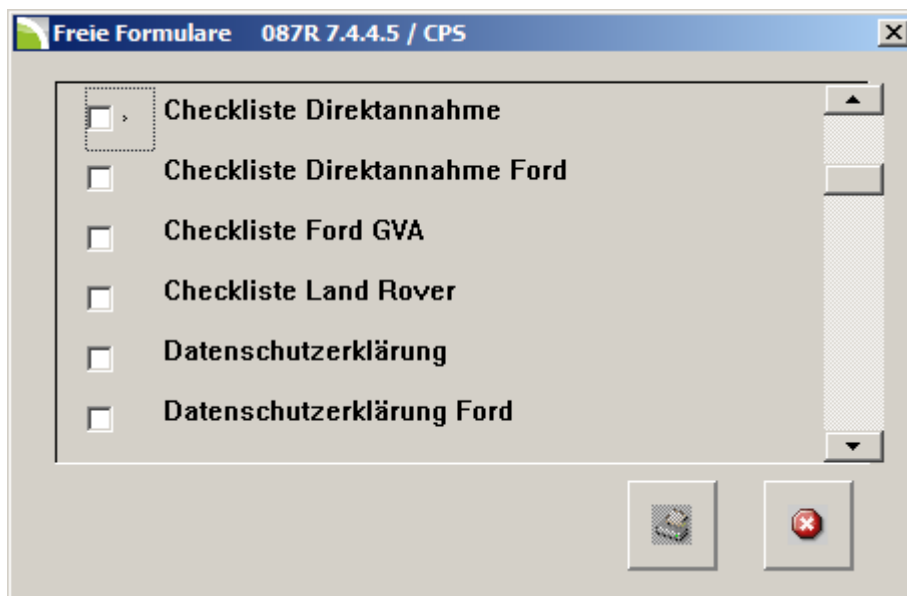 Freie Formulare 087R 7.4.4.5 / CPS
Checkliste Direktannahme
Checkliste Direktannahme Ford
Checkliste Ford GVA
Checkliste Land Rover
Datenschutzerklärung
Datenschutzerklärung Ford